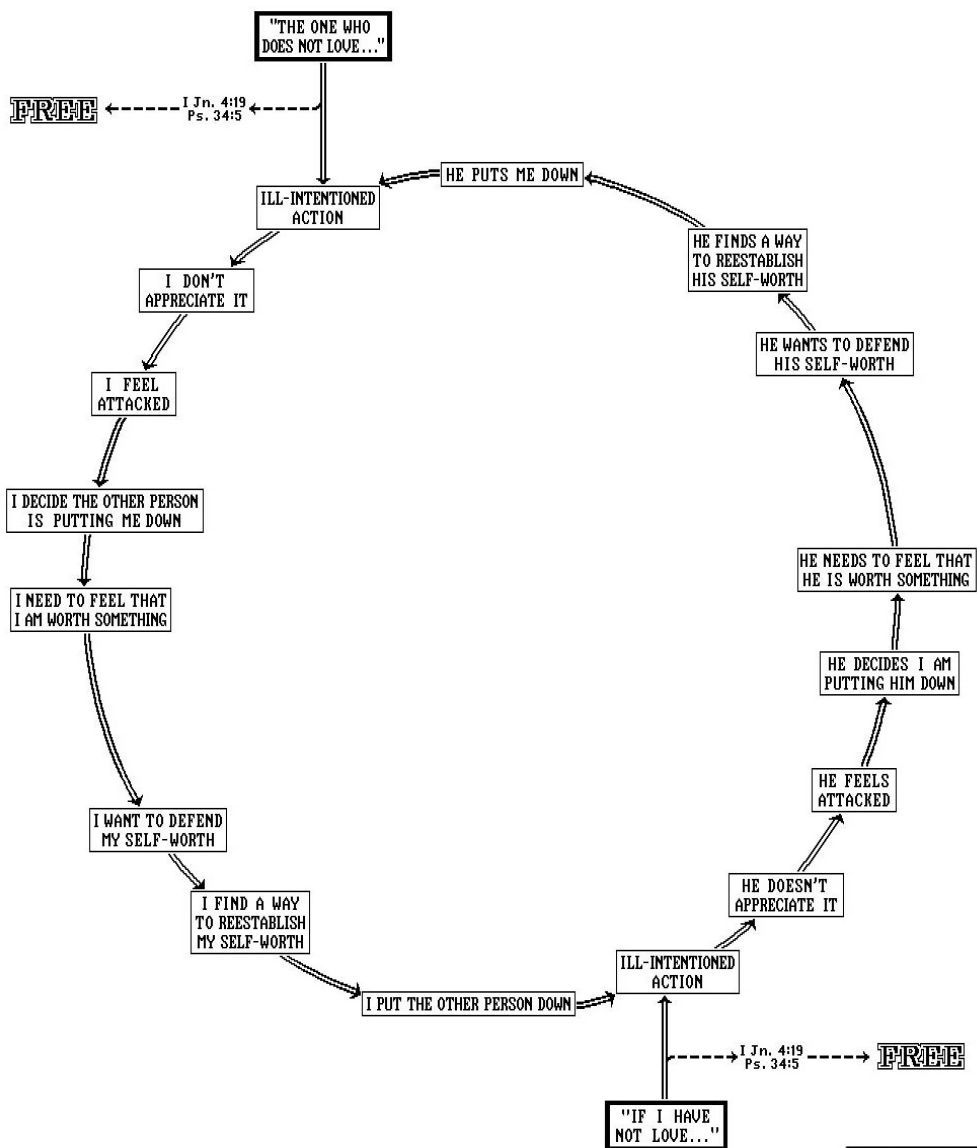 "THE ONE WHO
DOES NOT LOVE..."
FREE
I Jn. 4:19
Ps. 34:5
ILL-INTENTIONED
ACTION
I DON'T
APPRECIATE IT
I FEEL
ATTACKED
I DECIDE THE OTHER PERSON
IS PUTTING ME DOWN
I NEED TO FEEL THAT
I AM WORTH SOMETHING
I WANT TO DEFEND
MY SELF-WORTH
I FIND A WAY
TO REESTABLISH
MY SELF-WORTH
I PUT THE OTHER PERSON DOWN
ILL-INTENTIONED
ACTION
HE DOESN'T
APPRECIATE IT
HE FEELS
ATTACKED
HE DECIDES I AM
PUTTING HIM DOWN
HE NEEDS TO FEEL THAT
HE IS WORTH SOMETHING
HE WANTS TO DEFEND
HIS SELF-WORTH
HE FINDS A WAY
TO REESTABLISH
HIS SELF-WORTH
HE PUTS ME DOWN
I Jn. 4:19
Ps. 34:5
FREE
"IF I HAVE
NOT LOVE..."